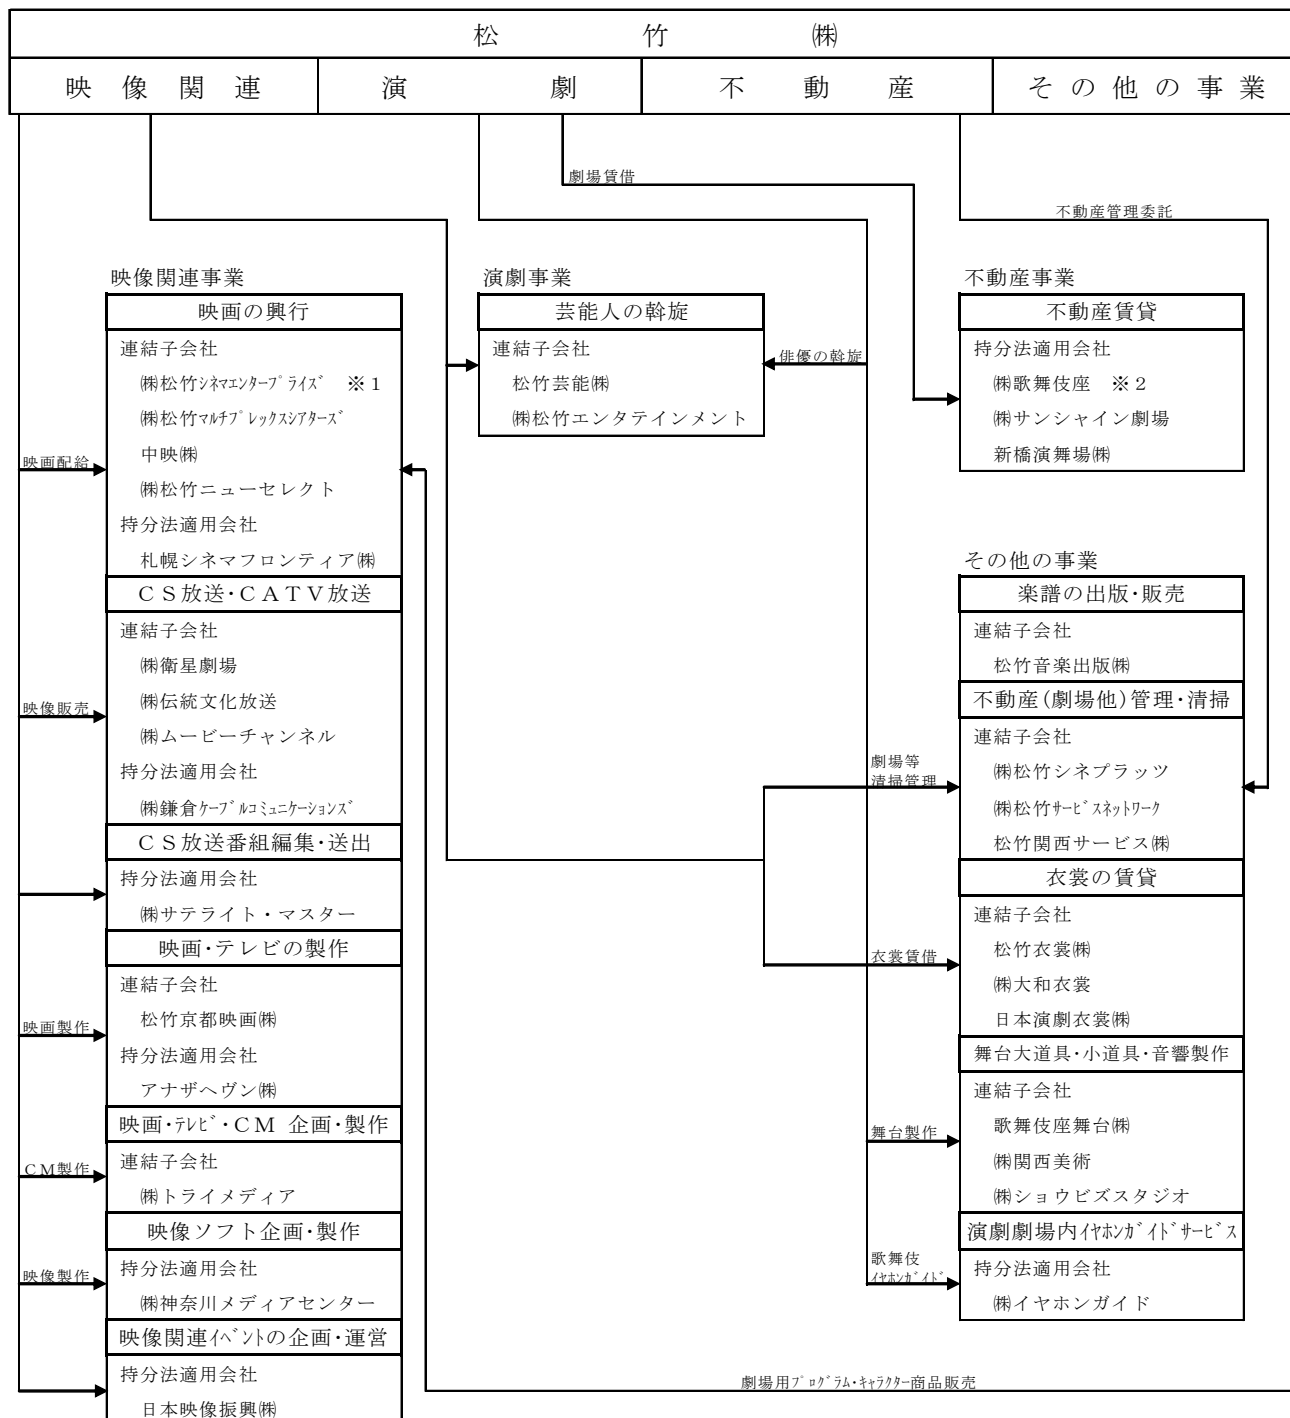 松竹㈱
映像関連 演劇 不動産 その他の事業
劇場賃借
不動産管理委託
映像関連事業
映画の興行
連結子会社
㈱松竹ｼﾈﾏｴﾝﾀｰﾌﾟﾗｲｽﾞ ※１
㈱松竹ﾏﾙﾁﾌﾟﾚｯｸｽｼｱﾀｰｽﾞ
中映㈱
映画配給
㈱松竹ニューセレクト
持分法適用会社
札幌シネマフロンティア㈱
ＣＳ放送･ＣＡＴＶ放送
連結子会社
㈱衛星劇場
㈱伝統文化放送
映像販売
㈱ムービーチャンネル
持分法適用会社
㈱鎌倉ｹｰﾌﾞﾙｺﾐｭﾆｹｰｼｮﾝｽﾞ
ＣＳ放送番組編集･送出
持分法適用会社
㈱サテライト・マスター
映画･テレビの製作
連結子会社
松竹京都映画㈱
映画製作
持分法適用会社
アナザヘヴン㈱
映画･ﾃﾚﾋﾞ･ＣＭ 企画･製作
連結子会社
ＣＭ製作
㈱トライメディア
映像ソフト企画･製作
持分法適用会社
映像製作
㈱神奈川メディアセンター
映像関連ｲﾍﾞﾝﾄの企画･運営
持分法適用会社
日本映像振興㈱
演劇事業
芸能人の斡旋
連結子会社
松竹芸能㈱
㈱松竹エンタテインメント
俳優の斡旋
不動産事業
不動産賃貸
持分法適用会社
㈱歌舞伎座 ※２
㈱サンシャイン劇場
新橋演舞場㈱
その他の事業
楽譜の出版･販売
連結子会社
松竹音楽出版㈱
不動産(劇場他)管理･清掃
連結子会社
劇場等
清掃管理
㈱松竹シネプラッツ
㈱松竹ｻｰﾋﾞｽﾈｯﾄﾜｰｸ
松竹関西サービス㈱
衣裳の賃貸
連結子会社
衣裳賃借
松竹衣裳㈱
㈱大和衣裳
日本演劇衣裳㈱
舞台大道具･小道具･音響製作
連結子会社
舞台製作
歌舞伎座舞台㈱
㈱関西美術
㈱ショウビズスタジオ
演劇劇場内ｲﾔﾎﾝｶﾞｲﾄﾞｻｰﾋﾞｽ
歌舞伎
ｲﾔﾎﾝｶﾞｲﾄﾞ
持分法適用会社
㈱イヤホンガイド
劇場用ﾌﾟﾛｸﾞﾗﾑ･ｷｬﾗｸﾀｰ商品販売